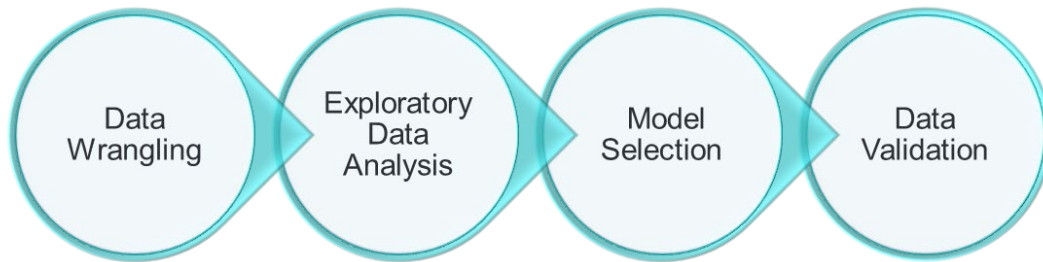 Data
Wrangling
Exploratory
Data
Analysis
Model
Selection
Data
Validation